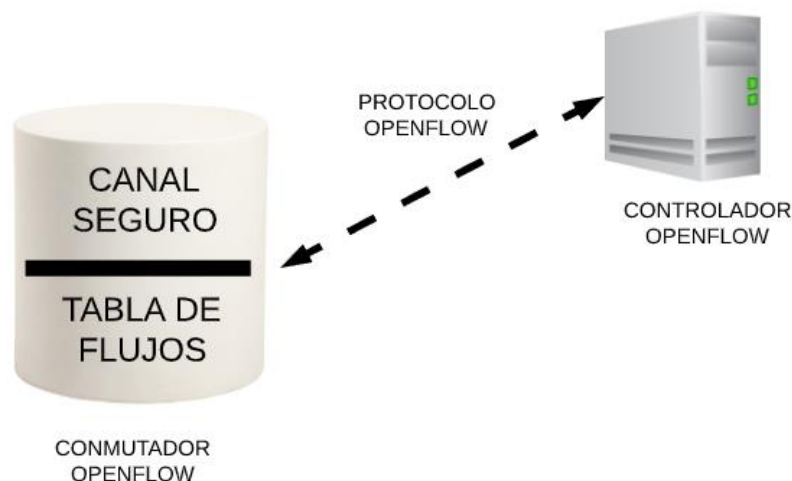 PROTOCOLO
OPENFLOW
CANAL
SEGURO
TABLA DE
FLUJOS
CONTROLADOR
OPENFLOW
CONMUTADOR
OPENFLOW